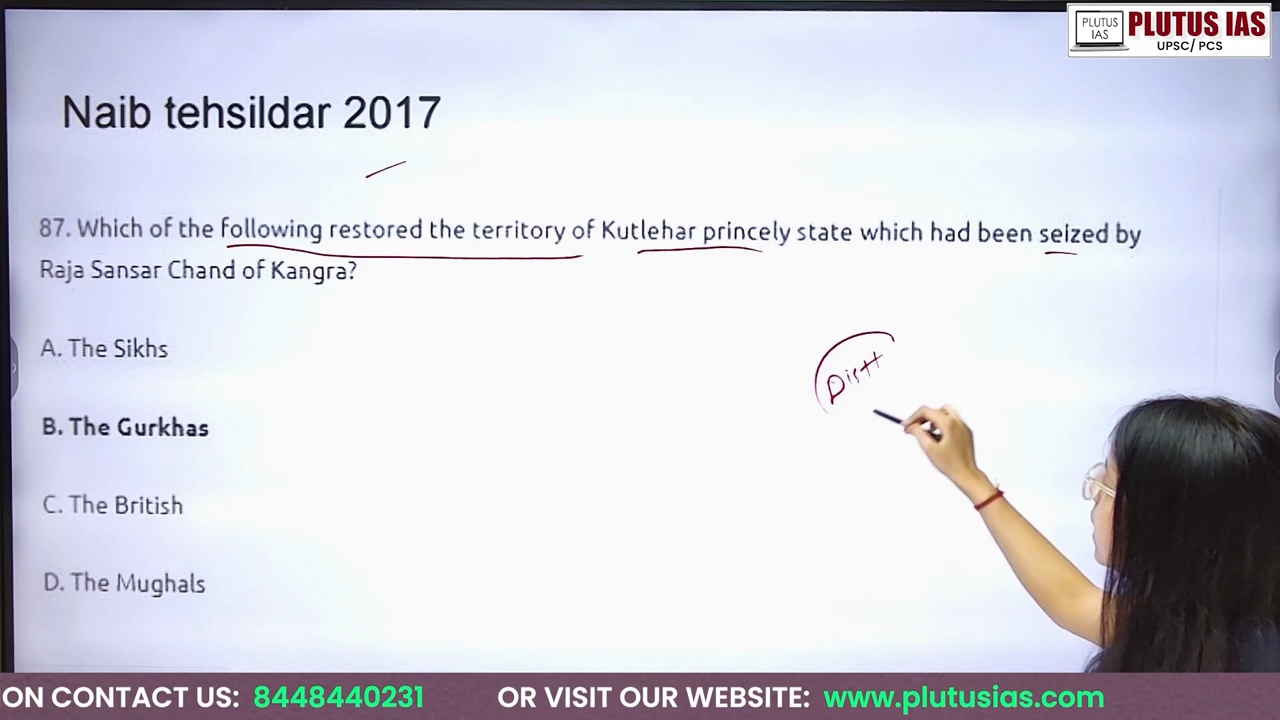 PLUTUS
IAS
PLUTUS IAS
UPSC/ PCS
Naib tehsildar 2017
87. Which of the following restored the territory of Kutlehar princely state which had been seized by
Raja Sansar Chand of Kangra?
A. The Sikhs
Distt
B. The Gurkhas
C. The British
D. The Mughals
ON CONTACT US: 8448440231 OR VISIT OUR WEBSITE: www.plutusias.com